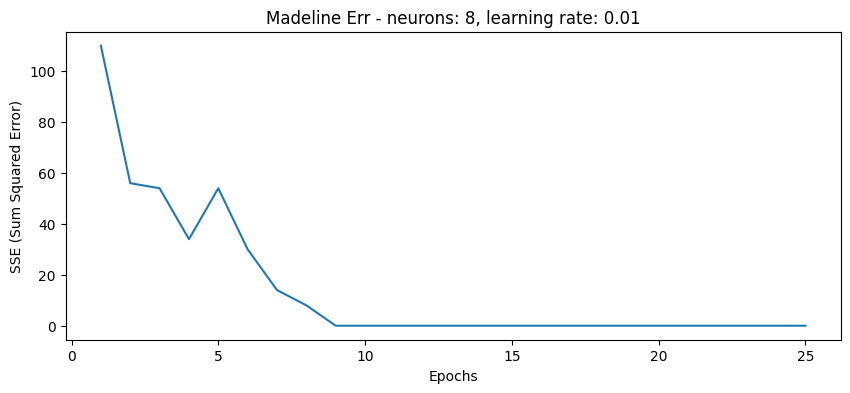 Madeline Err - neurons: 8, learning rate: 0.01
SSE (Sum Squared Error)
100
80
60
40
20
0
0 5 10 15 20 25
Epochs